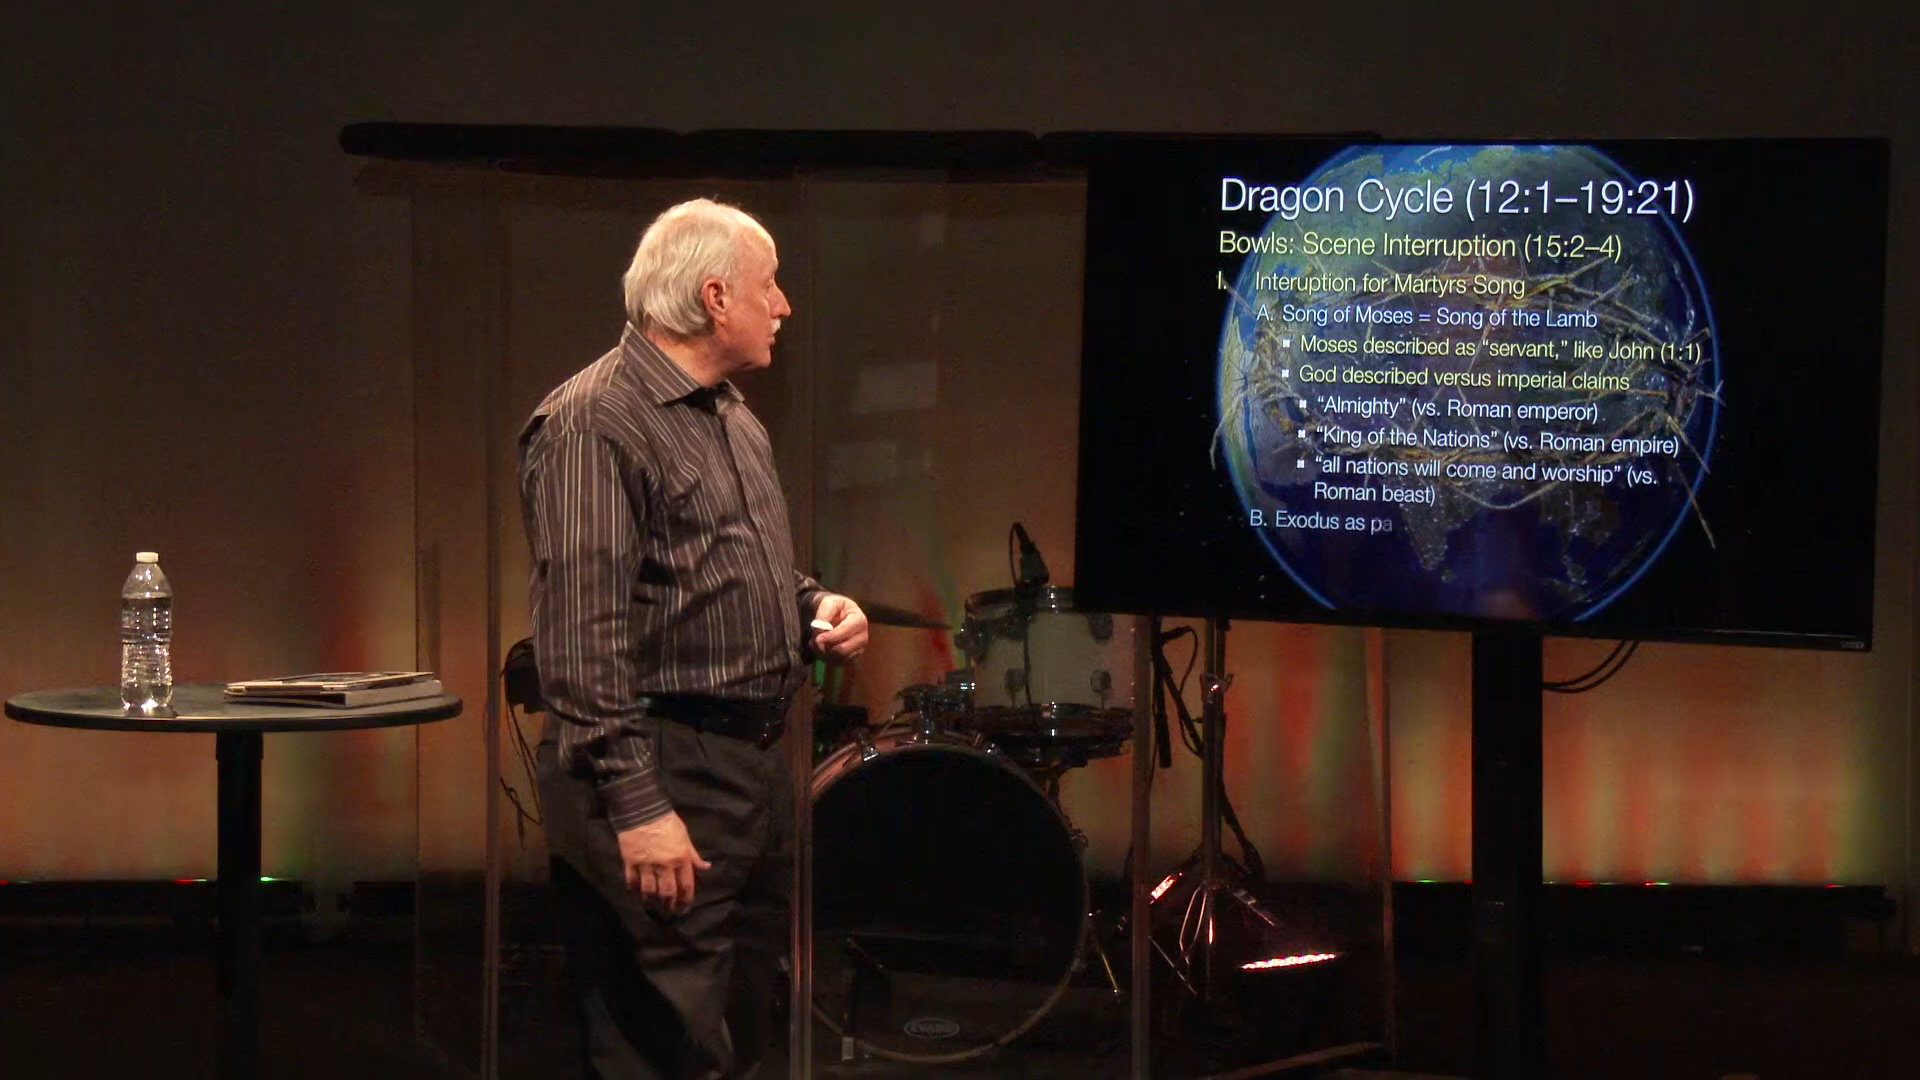 Dragon Cycle (12:1–19:21)
Bowls: Scene Interruption (15:2–4)
I. Interuption for Martyrs Song
A. Song of Moses = Song of the Lamb
Moses described as “servant,” like John (1:1)
God described versus imperial claims
“Almighty” (vs. Roman emperor)
“King of the Nations” (vs. Roman empire)
“all nations will come and worship” (vs.
Roman beast)
B. Exodus as pa
EVANS